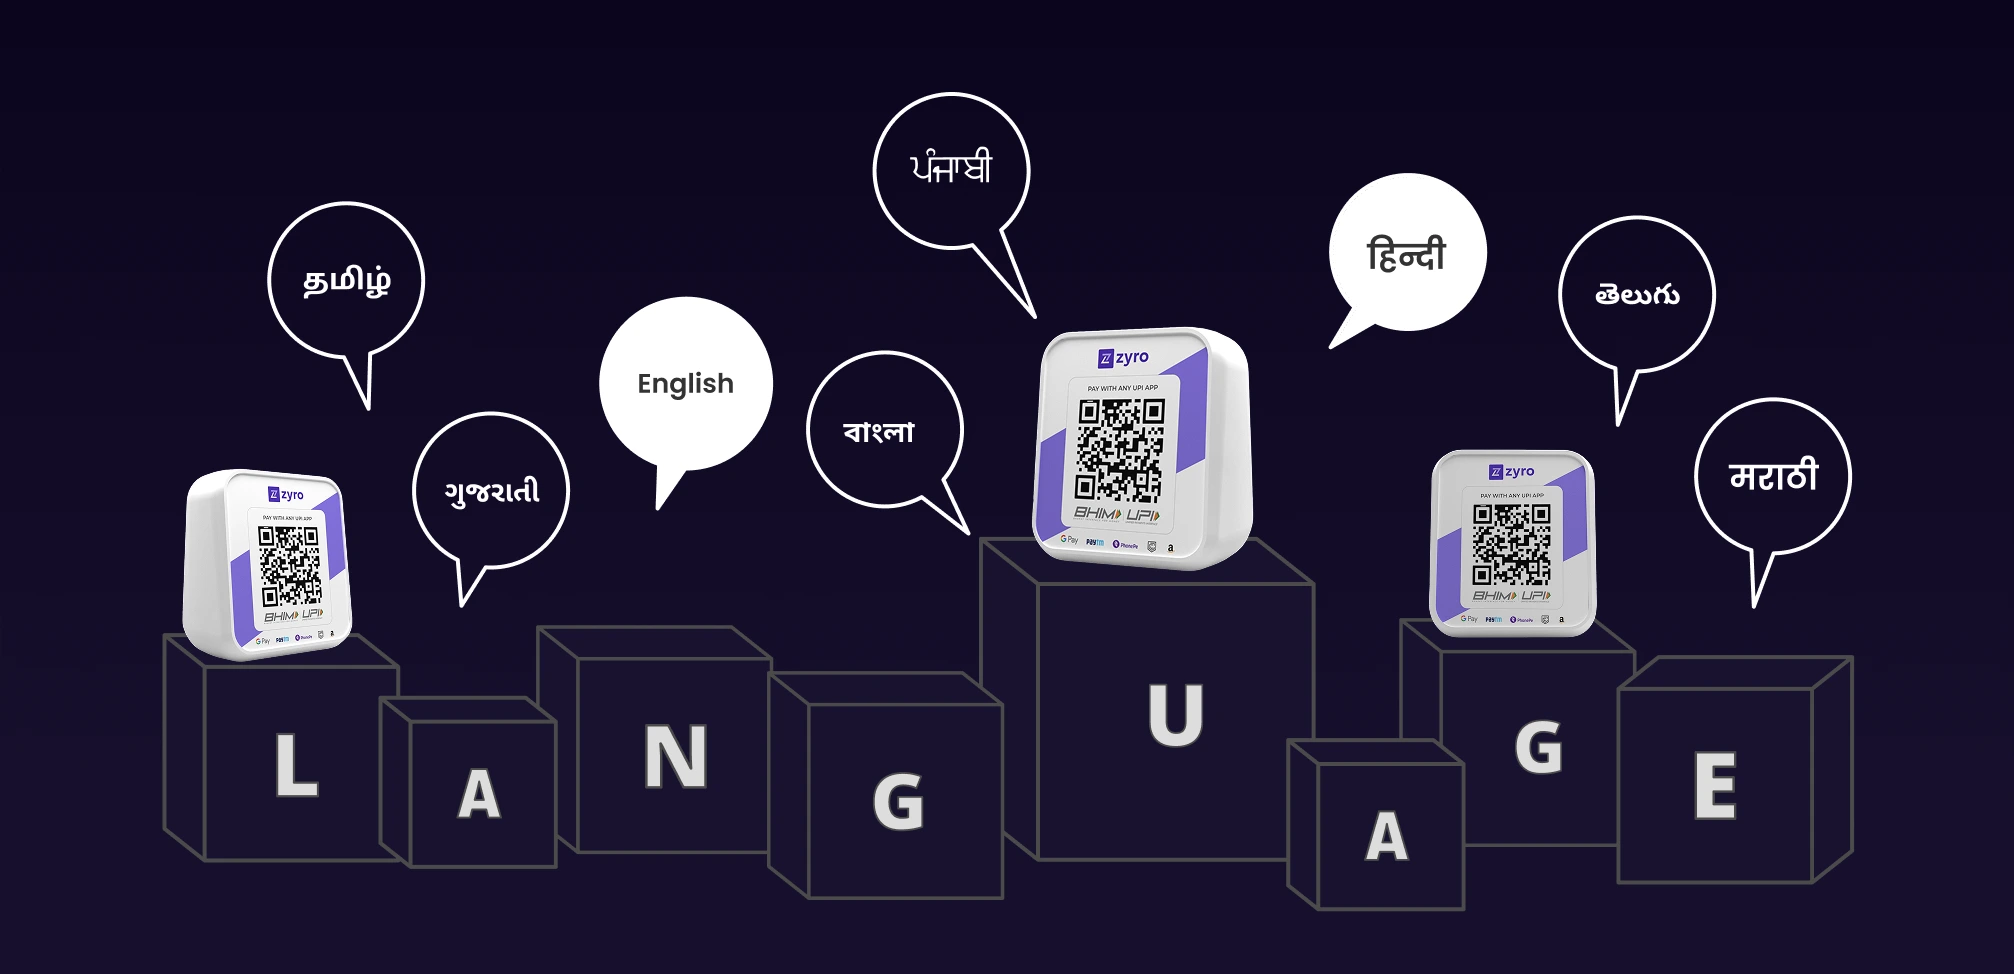 ਪੰਜਾਬੀ
தமிழ்
हिन्दी
తెలుగు
English
ગુજરાતી
বাংলা
मराठी
zyro
PAY WITH ANY UPI APP
BHIM UPI
G Pay Paytm PhonePe a
zyro
PAY WITH ANY UPI APP
BHIM UPI
G Pay Paytm PhonePe a
zyro
PAY WITH ANY UPI APP
BHIM UPI
G Pay Paytm PhonePe a
L A N G U A G E